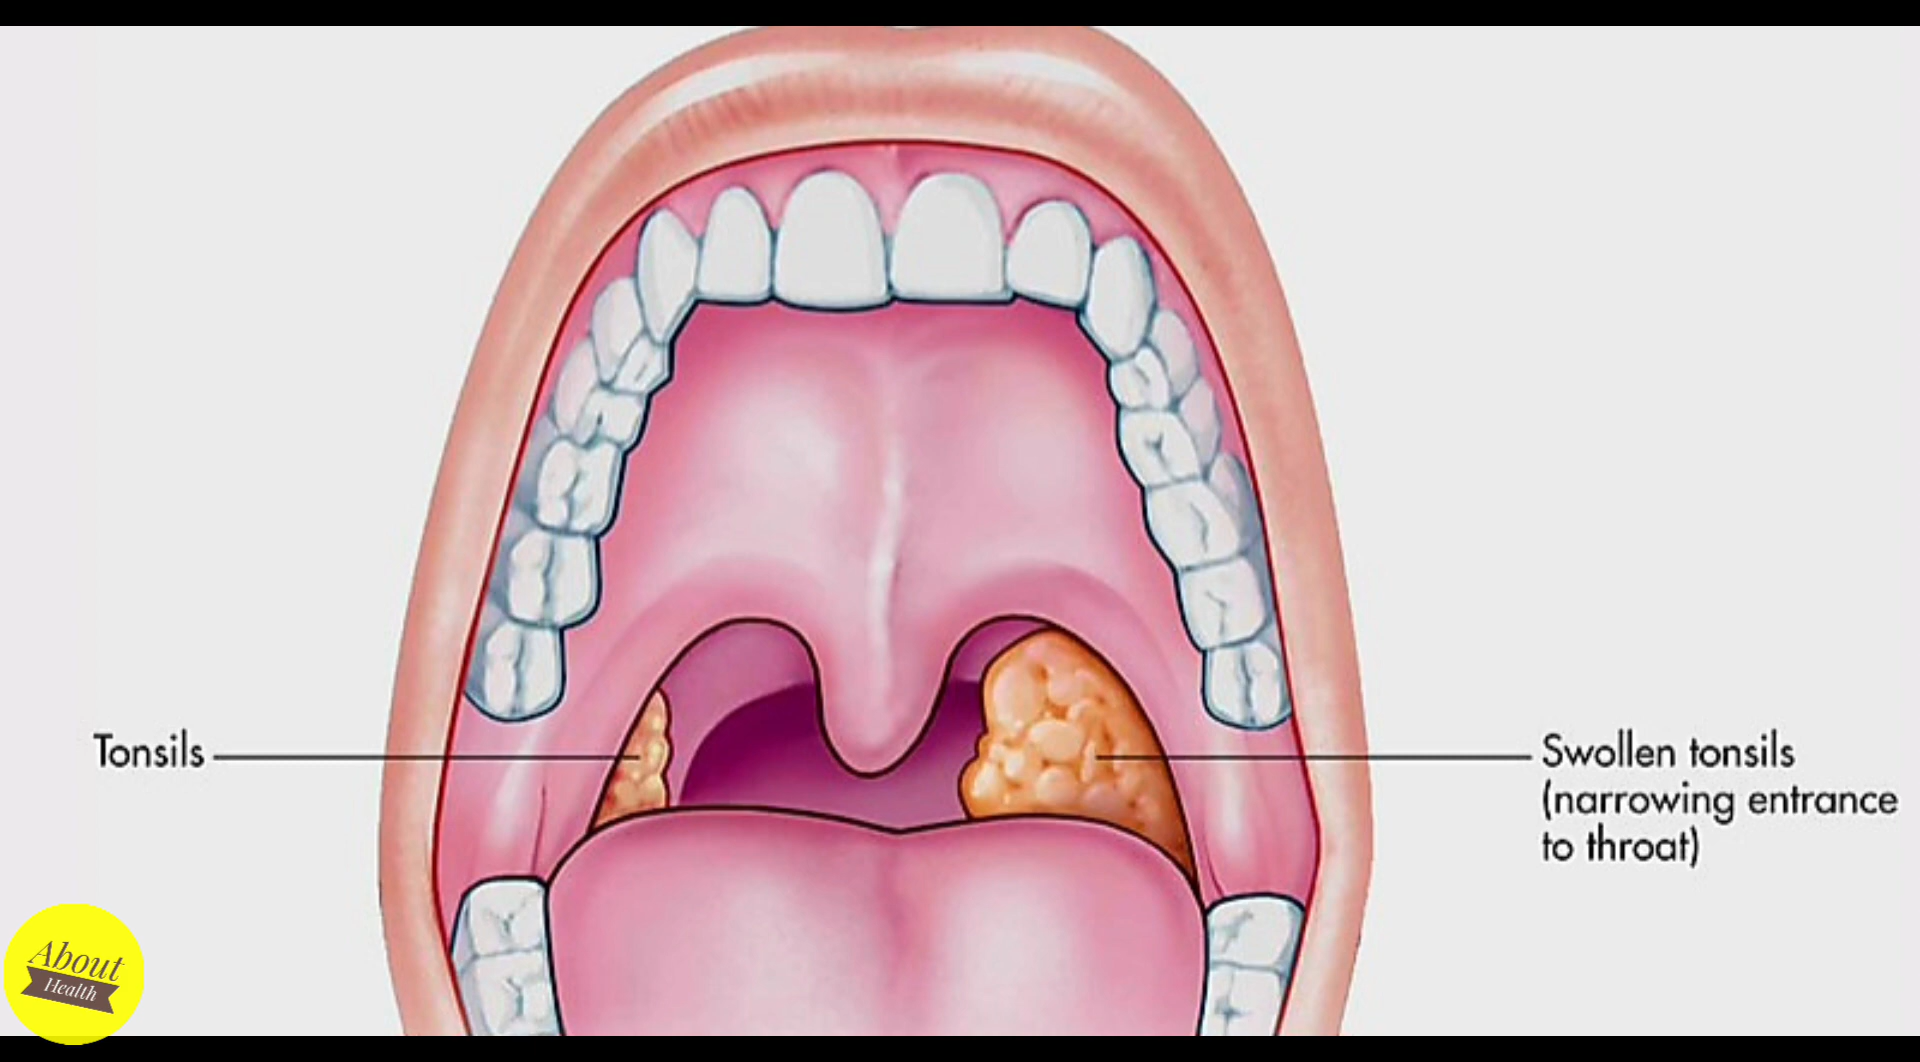 Tonsils
Swollen tonsils
(narrowing entrance
to throat)
About
Health